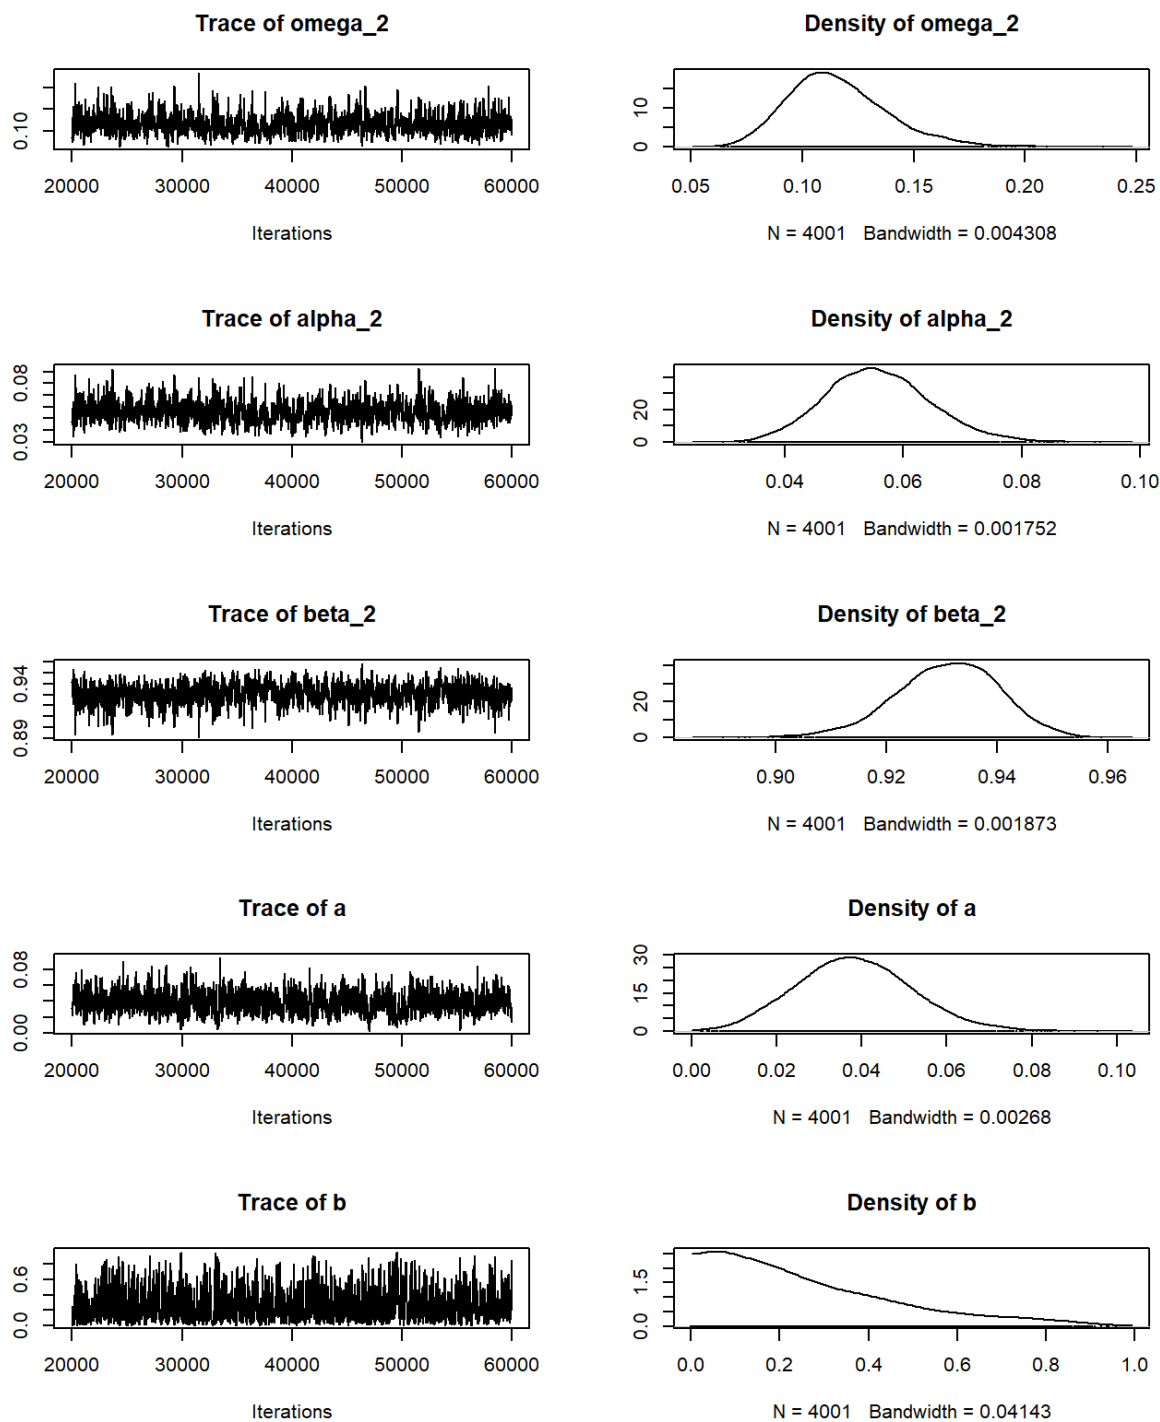 Trace of omega_2
0.10
20000 30000 40000 50000 60000
Iterations
Density of omega_2
0 10
0.05 0.10 0.15 0.20 0.25
N = 4001 Bandwidth = 0.004308
Trace of alpha_2
0.03 0.08
20000 30000 40000 50000 60000
Iterations
Density of alpha_2
0 20
0.04 0.06 0.08 0.10
N = 4001 Bandwidth = 0.001752
Trace of beta_2
0.89 0.94
20000 30000 40000 50000 60000
Iterations
Density of beta_2
0 20
0.90 0.92 0.94 0.96
N = 4001 Bandwidth = 0.001873
Trace of a
0.00 0.08
20000 30000 40000 50000 60000
Iterations
Density of a
0 15 30
0.00 0.02 0.04 0.06 0.08 0.10
N = 4001 Bandwidth = 0.00268
Trace of b
0.0 0.6
20000 30000 40000 50000 60000
Iterations
Density of b
0.0 1.5
0.0 0.2 0.4 0.6 0.8 1.0
N = 4001 Bandwidth = 0.04143